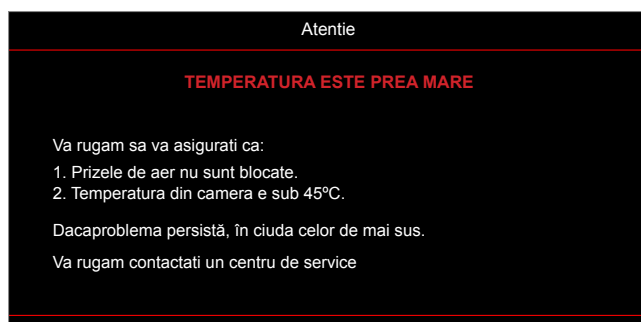 Atentie
TEMPERATURA ESTE PREA MARE
Va rugam sa va asigurati ca:
1. Prizele de aer nu sunt blocate.
2. Temperatura din camera e sub 45ºC.
Dacaproblema persistă, în ciuda celor de mai sus.
Va rugam contactati un centru de service